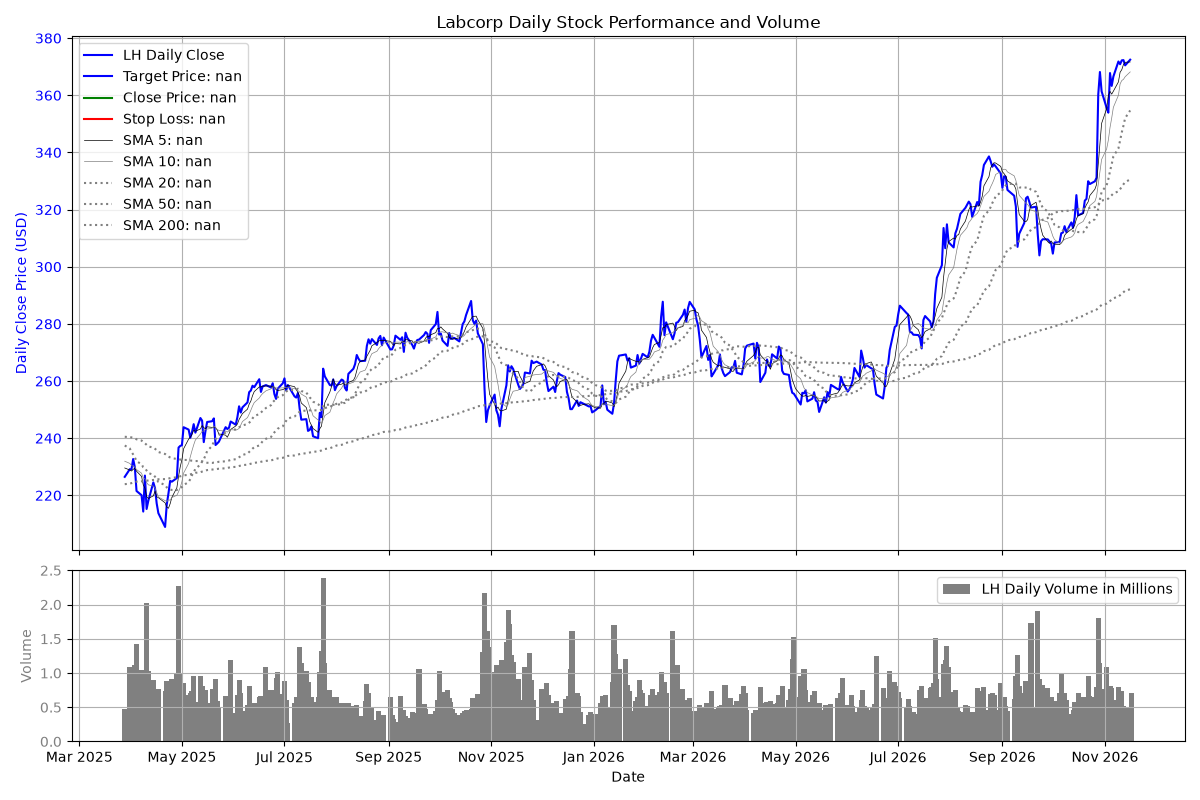 Labcorp Daily Stock Performance and Volume
380
360
340
320
300
280
260
240
220
Daily Close Price (USD)
LH Daily Close
Target Price: nan
Close Price: nan
Stop Loss: nan
SMA 5: nan
SMA 10: nan
SMA 20: nan
SMA 50: nan
SMA 200: nan
2.5
2.0
1.5
1.0
0.5
0.0
Volume
LH Daily Volume in Millions
Mar 2025 May 2025 Jul 2025 Sep 2025 Nov 2025 Jan 2026 Mar 2026 May 2026 Jul 2026 Sep 2026 Nov 2026
Date